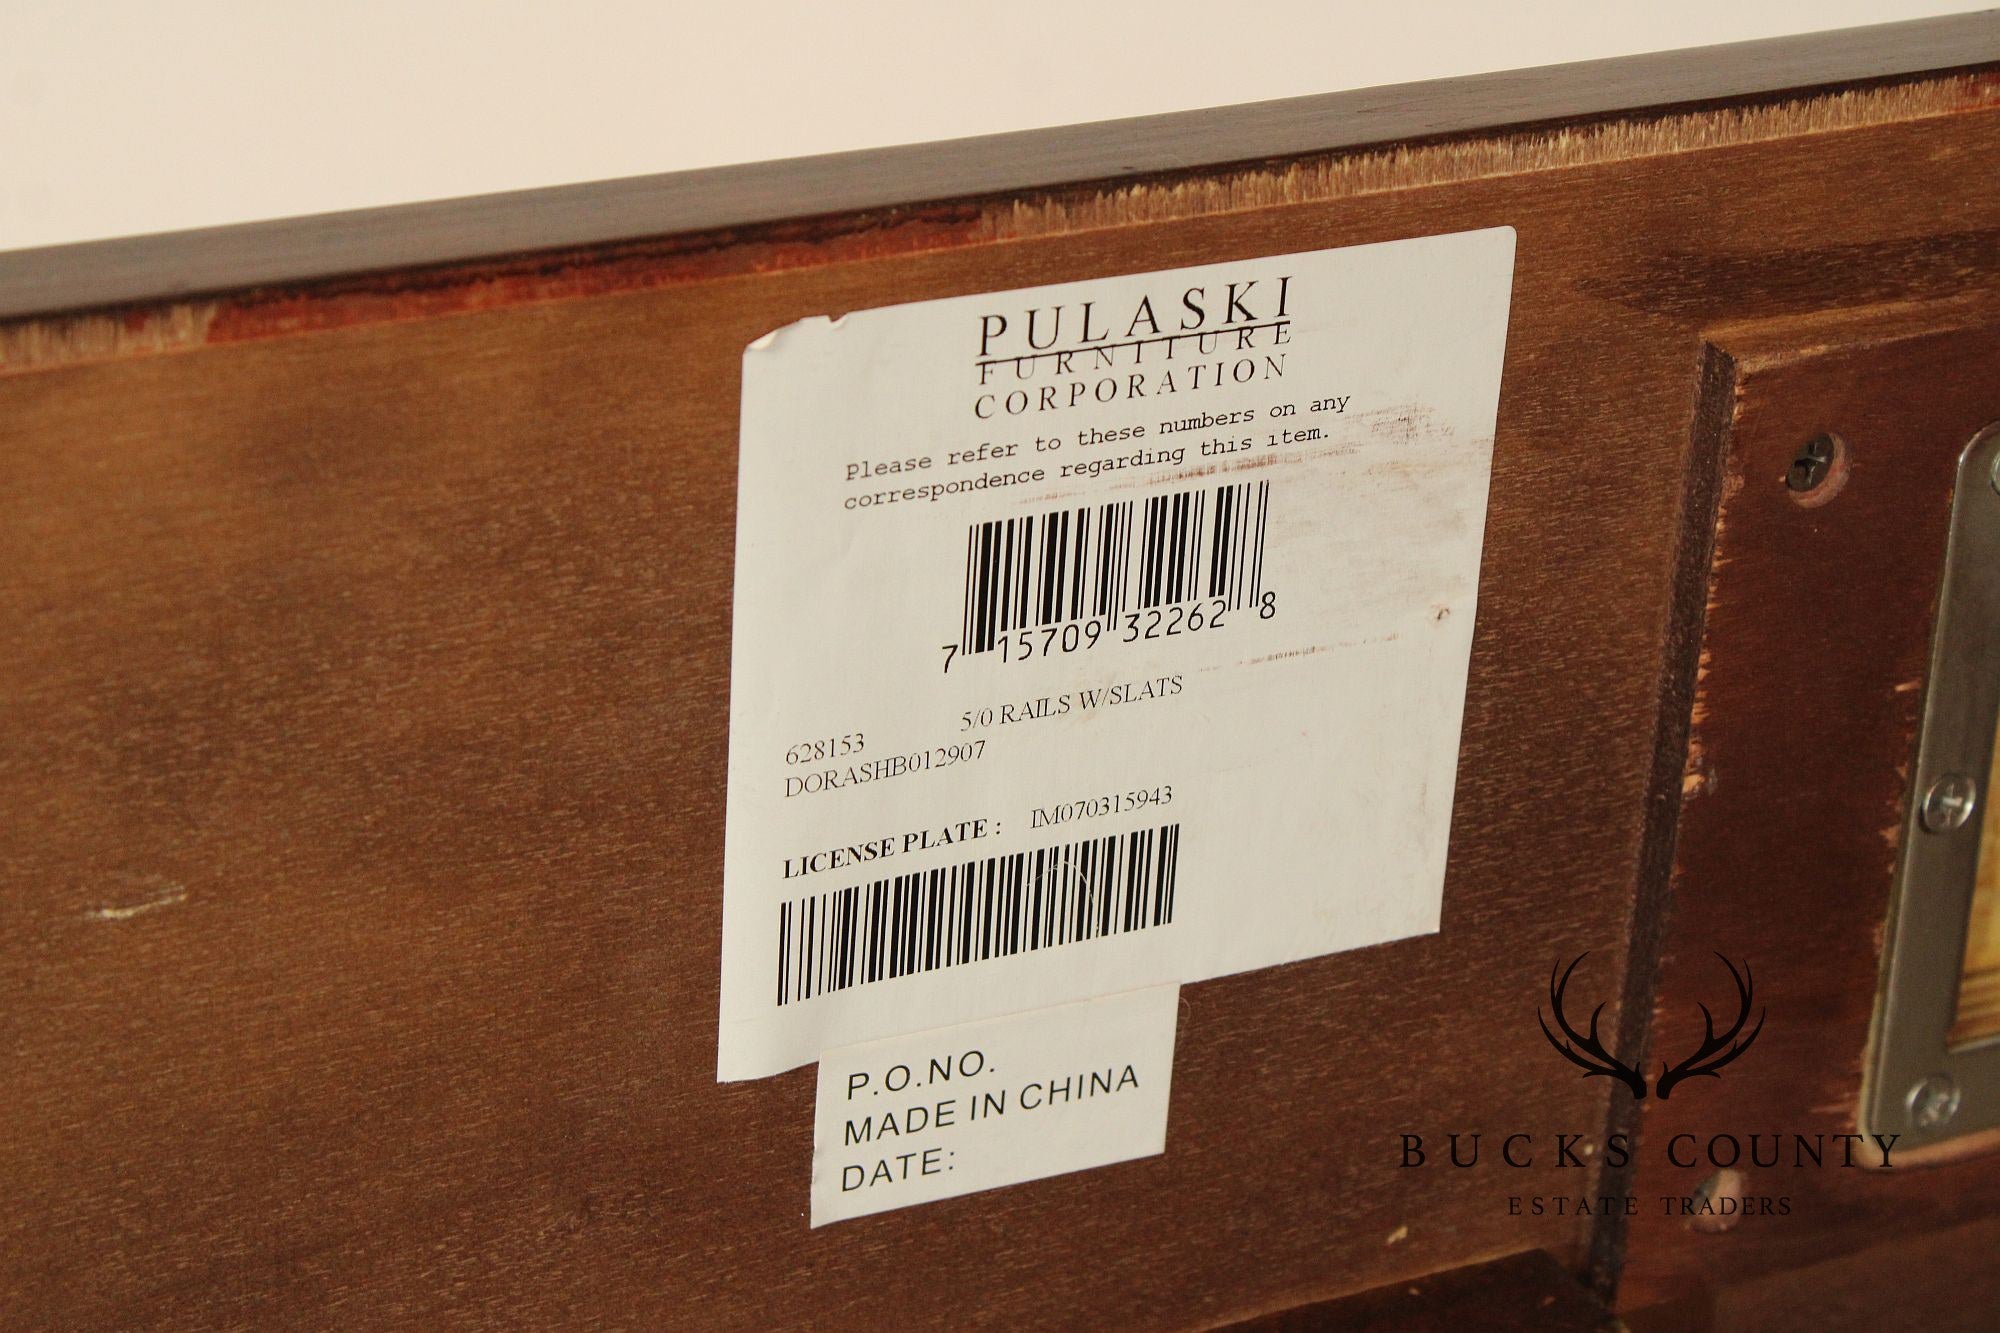 PULASKI
FURNITURE
CORPORATION
Please refer to these numbers on any
correspondence regarding this item.
7 15709 32262 8
5/0 RAILS W/SLATS
628153
DORASHB012907
LICENSE PLATE : IM070315943
P.O.NO.
MADE IN CHINA
DATE:
BUCKS COUNTY
ESTATE TRADERS